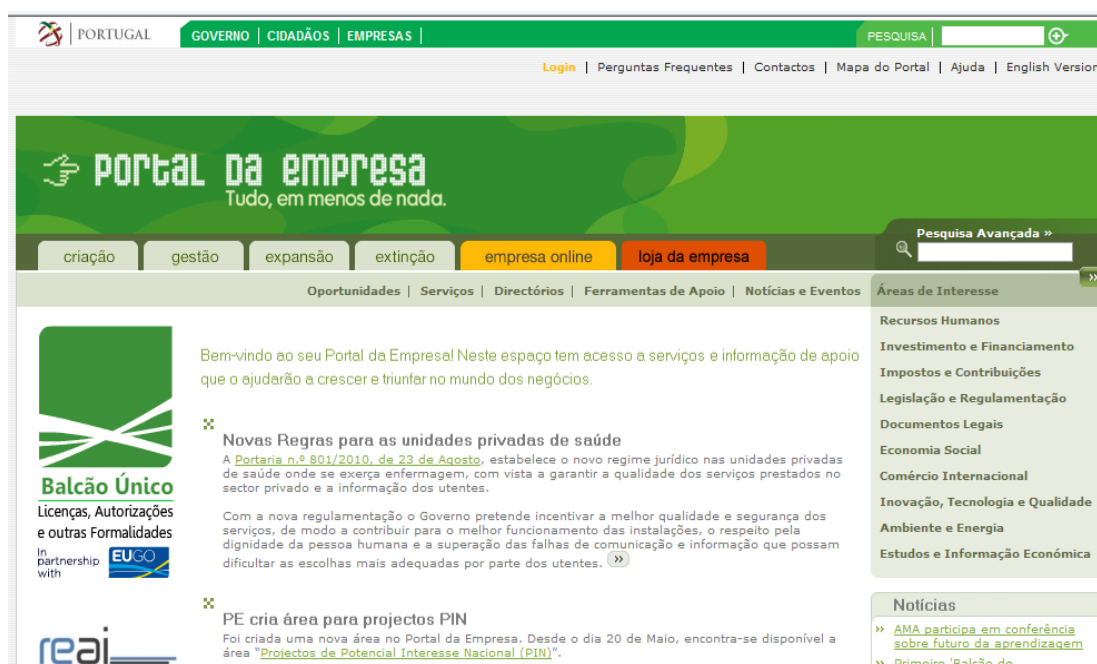 PORTUGAL
GOVERNO | CIDADÃOS | EMPRESAS |
PESQUISA |
Login | Perguntas Frequentes | Contactos | Mapa do Portal | Ajuda | English Version
portal da empresa
Tudo, em menos de nada.
Pesquisa Avançada »
criação gestão expansão extinção empresa online loja da empresa
Oportunidades | Serviços | Directórios | Ferramentas de Apoio | Notícias e Eventos
Áreas de Interesse
Recursos Humanos
Investimento e Financiamento
Impostos e Contribuições
Legislação e Regulamentação
Documentos Legais
Economia Social
Comércio Internacional
Inovação, Tecnologia e Qualidade
Ambiente e Energia
Estudos e Informação Económica
Balcão Único
Licenças, Autorizações
e outras Formalidades
In
partnership
with
EUGO
reai
Bem-vindo ao seu Portal da Empresa! Neste espaço tem acesso a serviços e informação de apoio
que o ajudarão a crescer e triunfar no mundo dos negócios.
Novas Regras para as unidades privadas de saúde
A Portaria n.º 801/2010, de 23 de Agosto, estabelece o novo regime jurídico nas unidades privadas
de saúde onde se exerça enfermagem, com vista a garantir a qualidade dos serviços prestados no
sector privado e a informação dos utentes.
Com a nova regulamentação o Governo pretende incentivar a melhor qualidade e segurança dos
serviços, de modo a contribuir para o melhor funcionamento das instalações, o respeito pela
dignidade da pessoa humana e a superação das falhas de comunicação e informação que possam
dificultar as escolhas mais adequadas por parte dos utentes. »
PE cria área para projectos PIN
Foi criada uma nova área no Portal da Empresa. Desde o dia 20 de Maio, encontra-se disponível a
área “Projectos de Potencial Interesse Nacional (PIN)”.
Notícias
» AMA participa em conferência
sobre futuro da aprendizagem
» Primeiro 'Balcão do